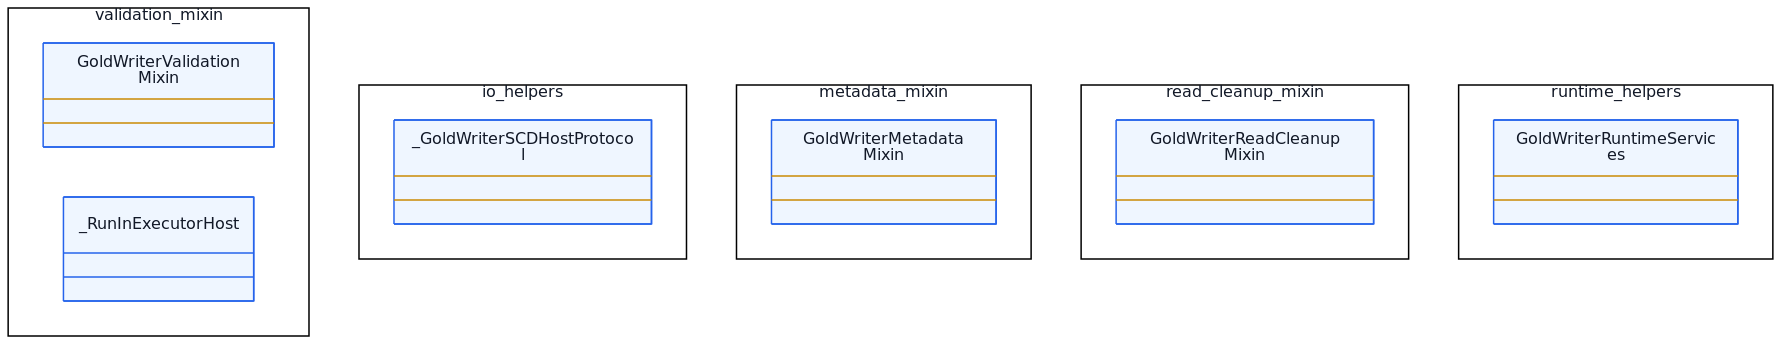 validation_mixin
GoldWriterValidation
Mixin
_RunInExecutorHost
io_helpers
_GoldWriterSCDHostProtoco
l
metadata_mixin
GoldWriterMetadata
Mixin
read_cleanup_mixin
GoldWriterReadCleanup
Mixin
runtime_helpers
GoldWriterRuntimeServic
es